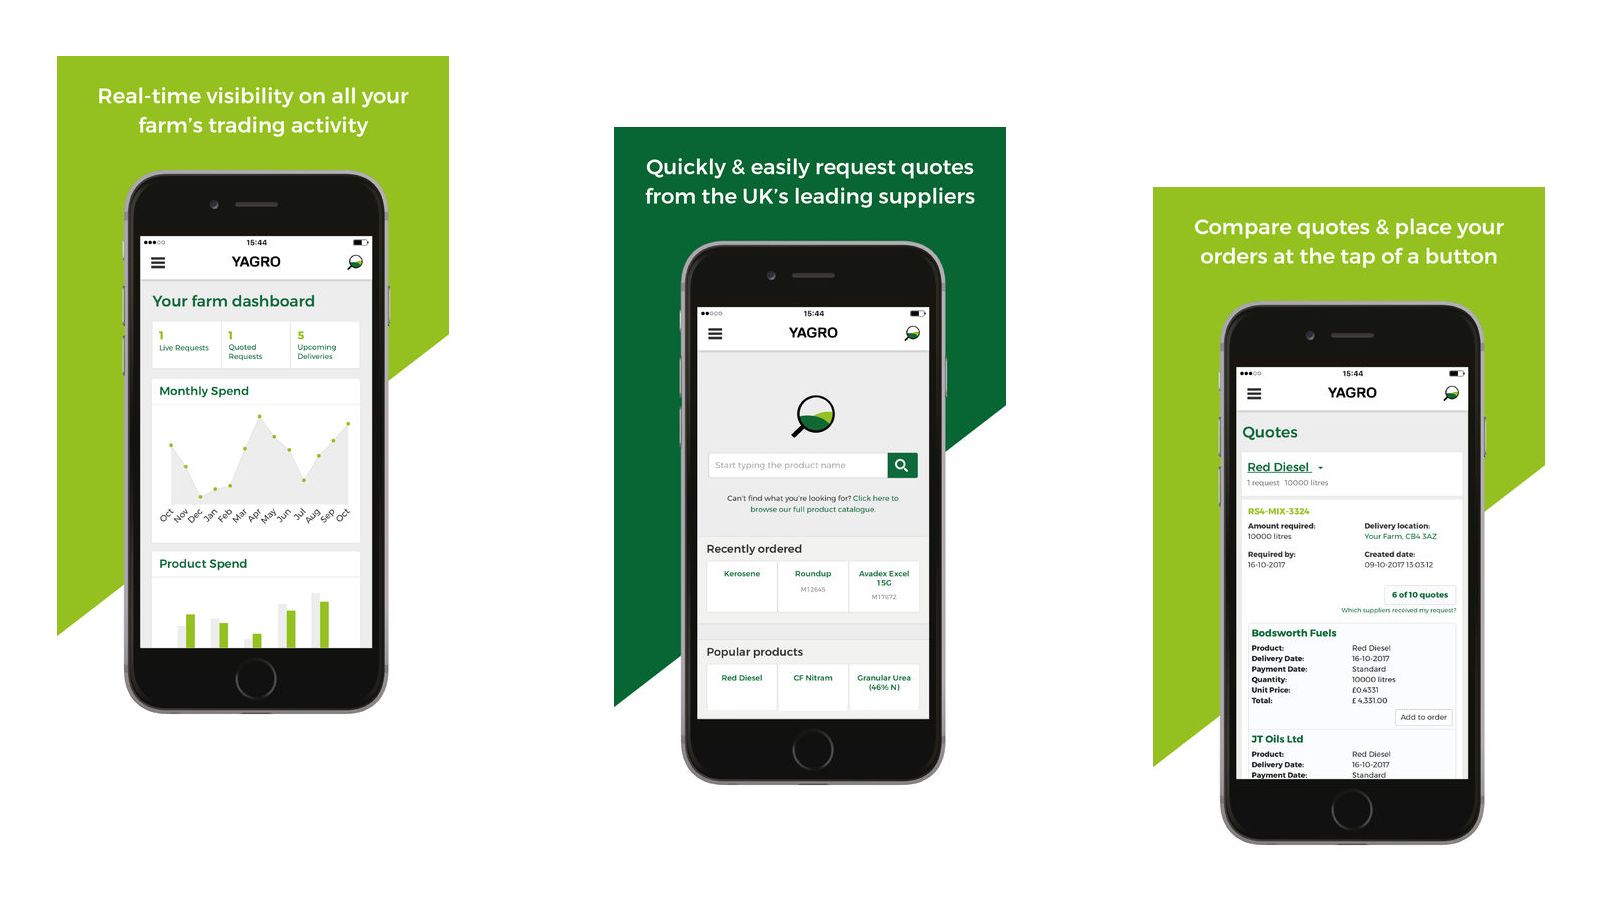 Real-time visibility on all your
farm's trading activity
15:44
YAGRO
Your farm dashboard
1
Live Requests
1
Quoted
Requests
5
Upcoming
Deliveries
Monthly Spend
Oct Nov Dec Jan Feb Mar Apr May Jun Jul Aug Sep Oct
Product Spend
Quickly & easily request quotes
from the UK's leading suppliers
15:44
YAGRO
Start typing the product name
Can't find what you're looking for? Click here to
browse our full product catalogue.
Recently ordered
Kerosene
Roundup
M12645
Avadex Excel
15G
M17872
Popular products
Red Diesel
CF Nitram
Granular Urea
(46% N)
Compare quotes & place your
orders at the tap of a button
15:44
YAGRO
Quotes
Red Diesel
1 request 10000 litres
RS4-MIX-3324
Amount required: Delivery location:
10000 litres Your Farm, CB4 3AZ
Required by: Created date:
16-10-2017 09-10-2017 13:03:12
6 of 10 quotes
Which suppliers received my request?
Bodsworth Fuels
Product: Red Diesel
Delivery Date: 16-10-2017
Payment Date: Standard
Quantity: 10000 litres
Unit Price: £0.4331
Total: £ 4,331.00
Add to order
JT Oils Ltd
Product: Red Diesel
Delivery Date: 16-10-2017
Payment Date: Standard